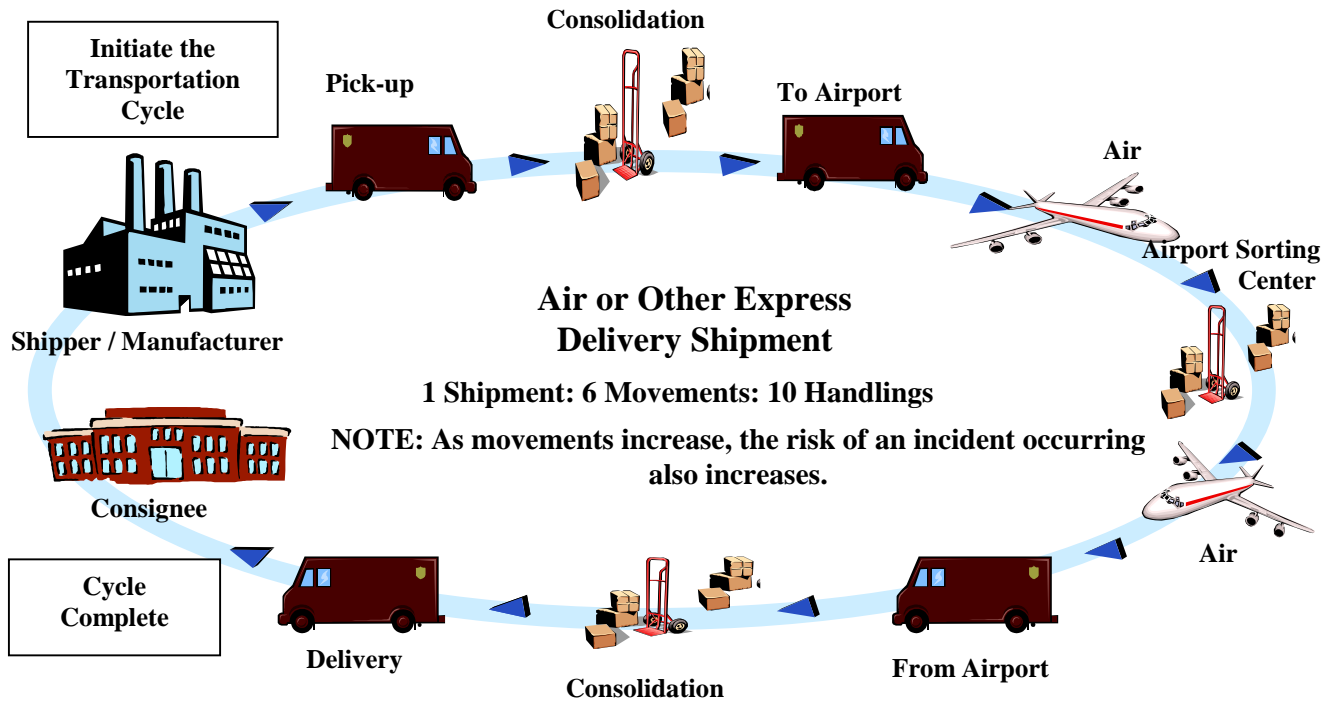 Initiate the
Transportation
Cycle
Pick-up
Consolidation
To Airport
Air
Airport Sorting
Center
Shipper / Manufacturer
Air or Other Express
Delivery Shipment
1 Shipment: 6 Movements: 10 Handlings
NOTE: As movements increase, the risk of an incident occurring
also increases.
Consignee
Air
Cycle
Complete
Delivery
Consolidation
From Airport